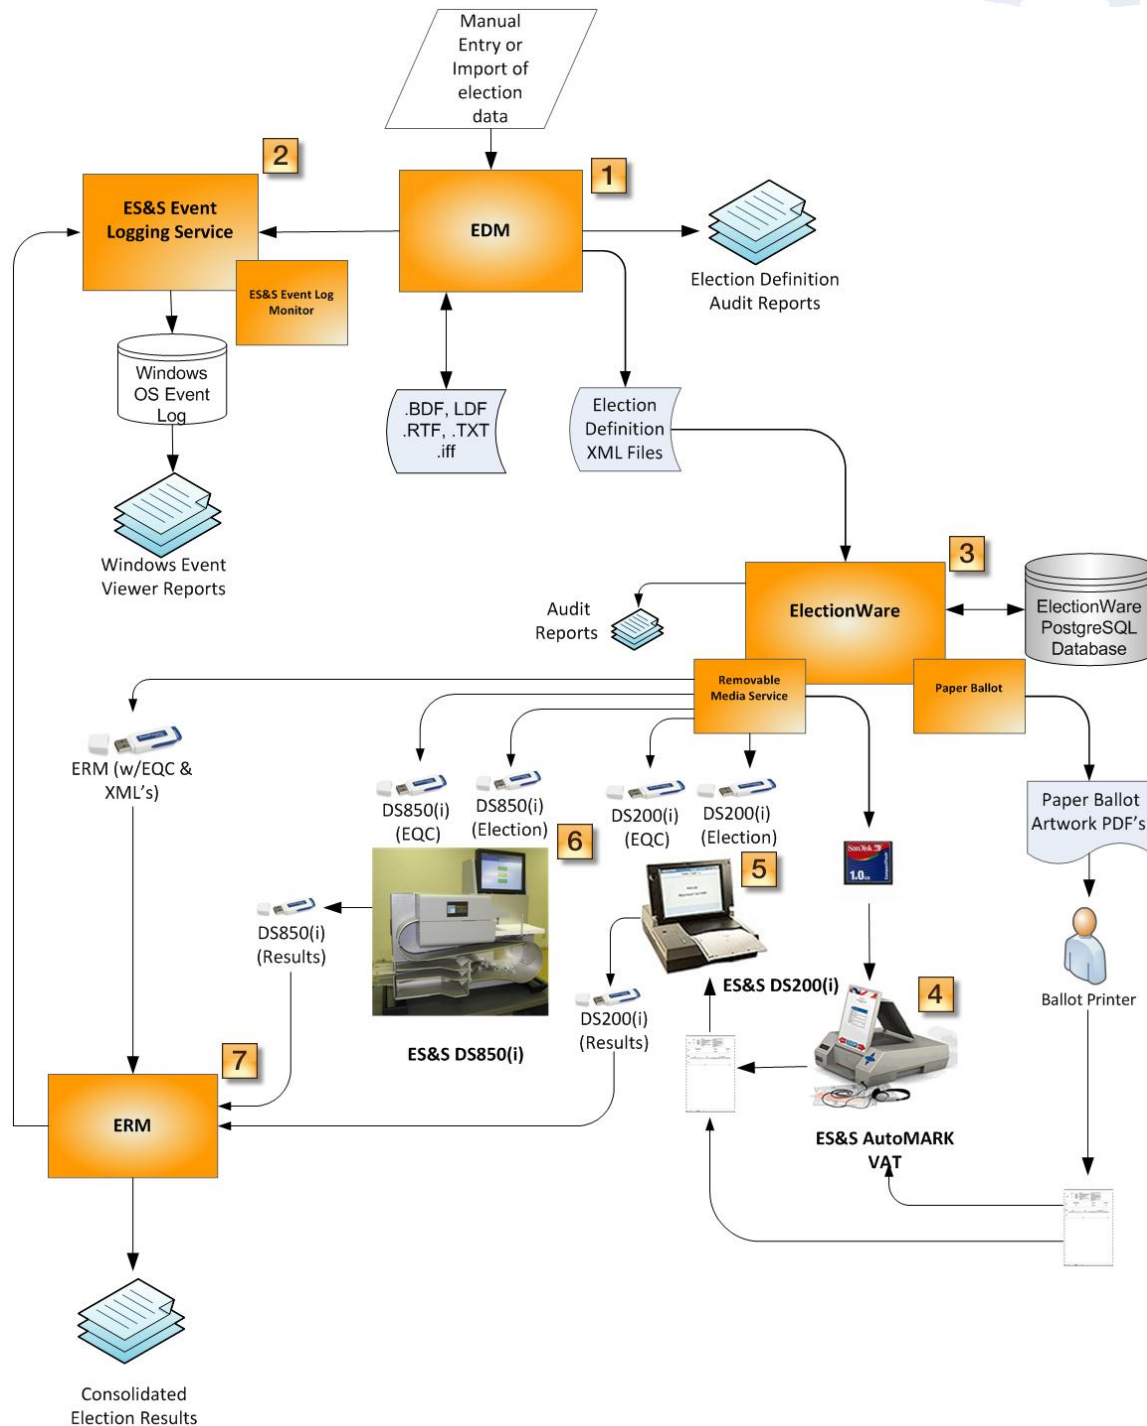 Manual
Entry or
Import of
election
data
2
1
ES&S Event
Logging Service
EDM
ES&S Event Log
Monitor
Election Definition
Audit Reports
Windows
OS Event
Log
.BDF, LDF
.RTF, .TXT
.iff
Election
Definition
XML Files
Windows Event
Viewer Reports
3
Audit
Reports
ElectionWare
ElectionWare
PostgreSQL
Database
Removable
Media Service
Paper Ballot
ERM (w/EQC &
XML's)
DS850(i)
(EQC)
DS850(i)
(Election)
DS200(i)
(EQC)
DS200(i)
(Election)
Paper Ballot
Artwork PDF's
6
5
SanDisk
1.0
CompactFlash
DS850(i)
(Results)
ES&S DS850(i)
DS200(i)
(Results)
ES&S DS200(i)
4
Ballot Printer
7
ERM
ES&S AutoMARK
VAT
Consolidated
Election Results